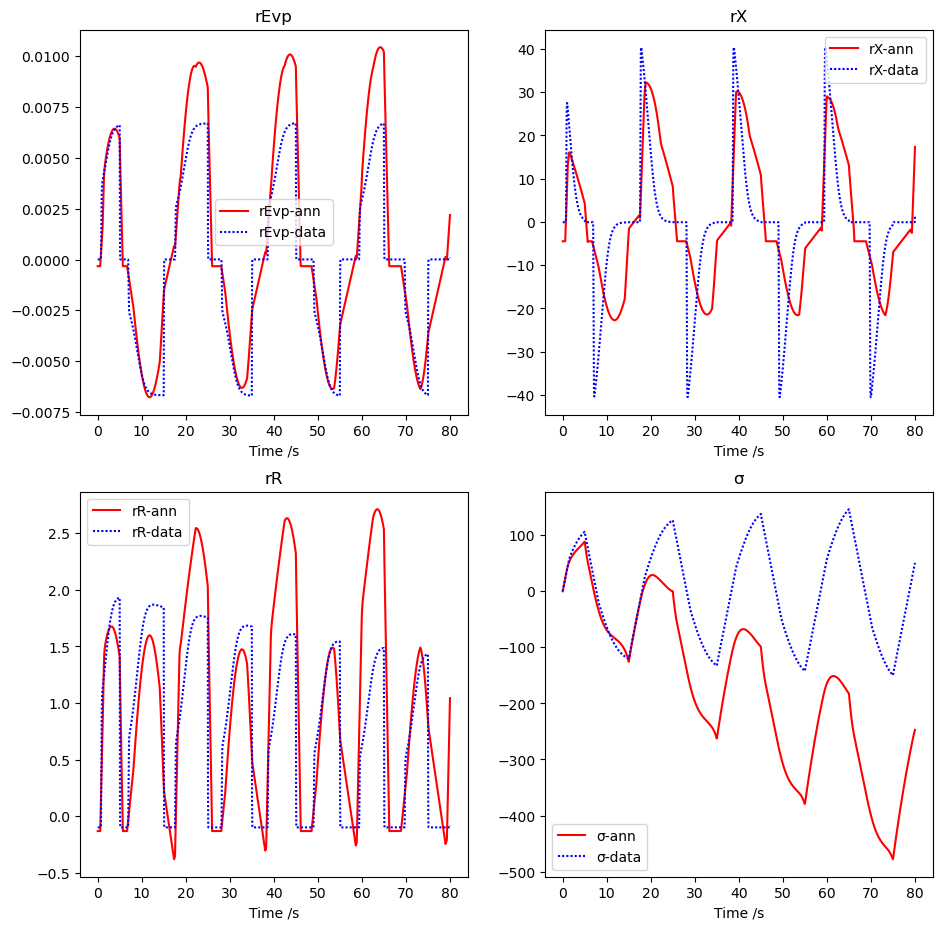 rEvp
0.0100
0.0075
0.0050
0.0025
0.0000
−0.0025
−0.0050
−0.0075
rEvp-ann
rEvp-data
0 10 20 30 40 50 60 70 80
Time /s
rX
40
30
20
10
0
−10
−20
−30
−40
rX-ann
rX-data
0 10 20 30 40 50 60 70 80
Time /s
rR
2.5
2.0
1.5
1.0
0.5
0.0
−0.5
rR-ann
rR-data
0 10 20 30 40 50 60 70 80
Time /s
σ
100
0
−100
−200
−300
−400
−500
σ-ann
σ-data
0 10 20 30 40 50 60 70 80
Time /s